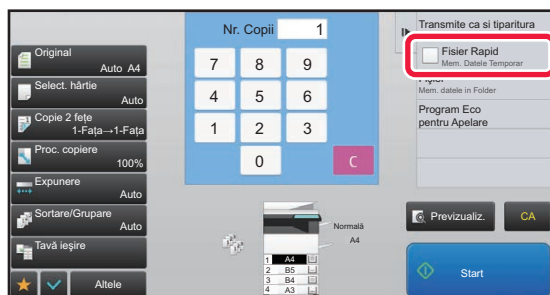 Original
Auto A4
Select. hârtie
Auto
Copie 2 fețe
1-Fața→1-Fața
Proc. copiere
100%
Expunere
Auto
Sortare/Grupare
Auto
Tavă ieșire
Altele
Nr. Copii 1
7 8 9
4 5 6
1 2 3
0 C
Normală
A4
1 A4
2 B5
3 B4
4 A3
Transmite ca si tiparitura
Fisier Rapid
Mem. Datele Temporar
Mem. datele in Folder
Program Eco
pentru Apelare
Previzualiz.
CA
Start